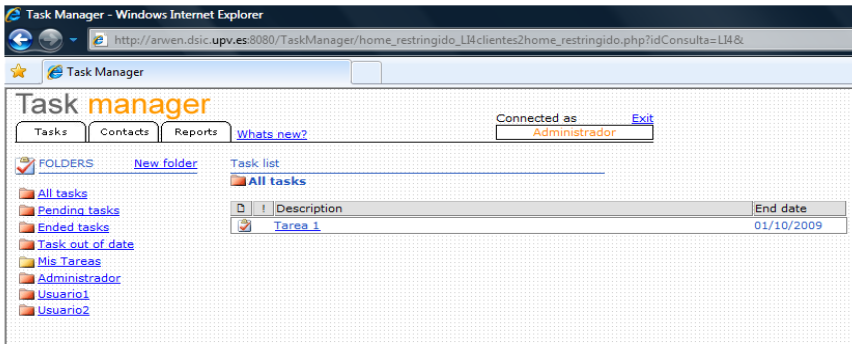 Task Manager - Windows Internet Explorer
http://arwen.dsic.upv.es:8080/TaskManager/home_restringido_LI4clientes2home_restringido.php?idConsulta=LI4&
Task Manager
Task manager
Connected as Exit
Tasks Contacts Reports Whats new? Administrador
FOLDERS New folder Task list
All tasks
All tasks
Pending tasks ! Description End date
Ended tasks Tarea 1 01/10/2009
Task out of date
Mis Tareas
Administrador
Usuario1
Usuario2